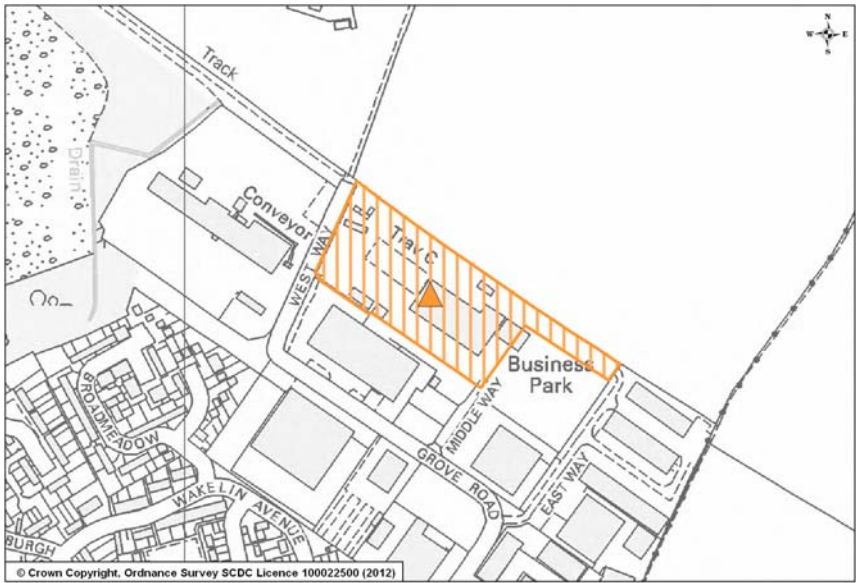 N
W E
S
Track
Drain
Conveyor
WEST WAY
Trav C
Business
Park
MIDDLE WAY
BROADMEADOW
GROVE ROAD
EAST WAY
WAKELIN AVENUE
BURGH
© Crown Copyright, Ordnance Survey SCDC Licence 100022500 (2012)